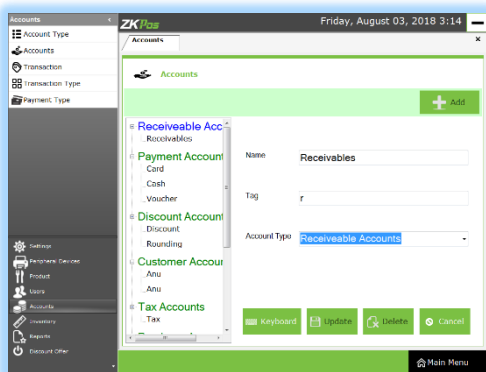 Accounts
Account Type
Accounts
Transaction
Transaction Type
Payment Type
Settings
Peripheral Devices
Product
Users
Accounts
Inventory
Reports
Discount Offer
ZKPos
Friday, August 03, 2018 3:14
Accounts
x
Accounts
Add
Receiveable Acc
Receivables
Payment Account
Card
Cash
Voucher
Discount Account
Discount
Rounding
Customer Accour
Anu
Anu
Tax Accounts
Tax
Name
Receivables
Tag
r
Account Type
Receiveable Accounts
Keyboard
Update
Delete
Cancel
Main Menu